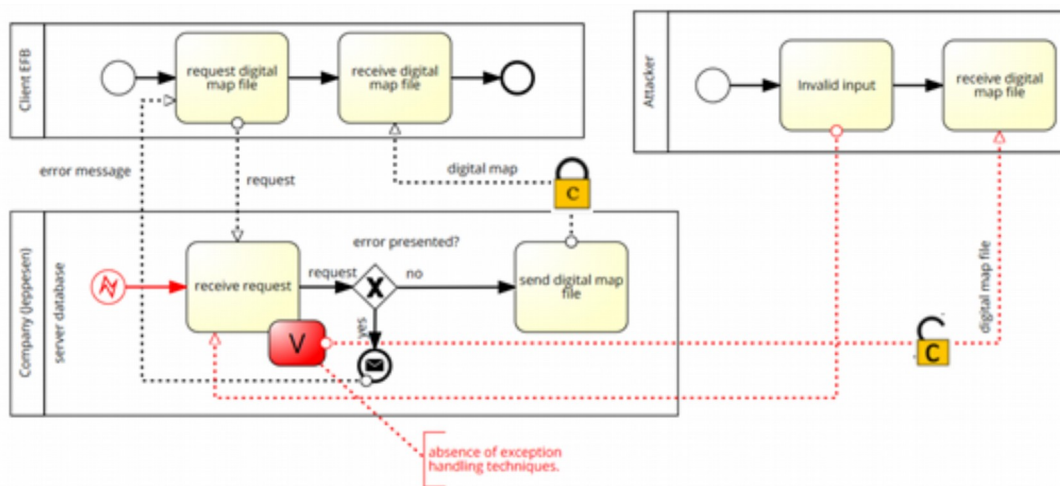 Client EFB
request digital
map file
receive digital
map file
Attacker
Invalid input
receive digital
map file
error message
request
digital map
C
Company (Jeppesen)
server database
receive request
request
error presented?
X
no
yes
send digital map
file
V
digital map file
C
absence of exception
handling techniques.